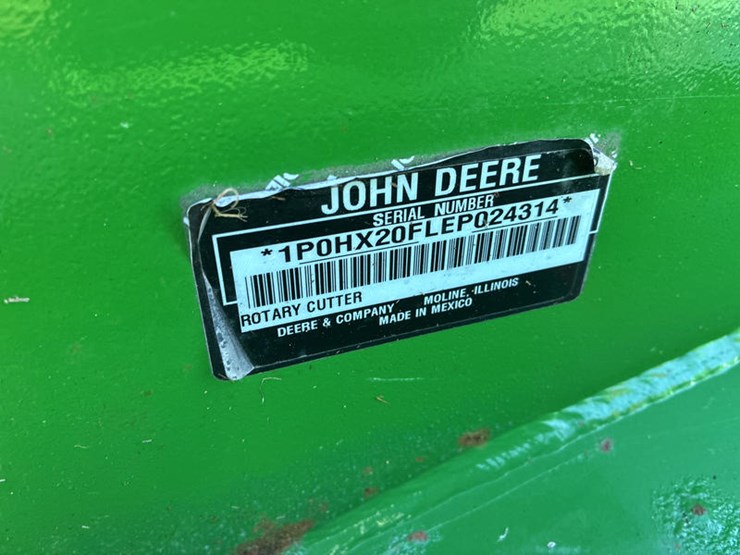 JOHN DEERE
SERIAL NUMBER
*1P0HX20FLEP024314*
ROTARY CUTTER
DEERE & COMPANY MOLINE, ILLINOIS
MADE IN MEXICO